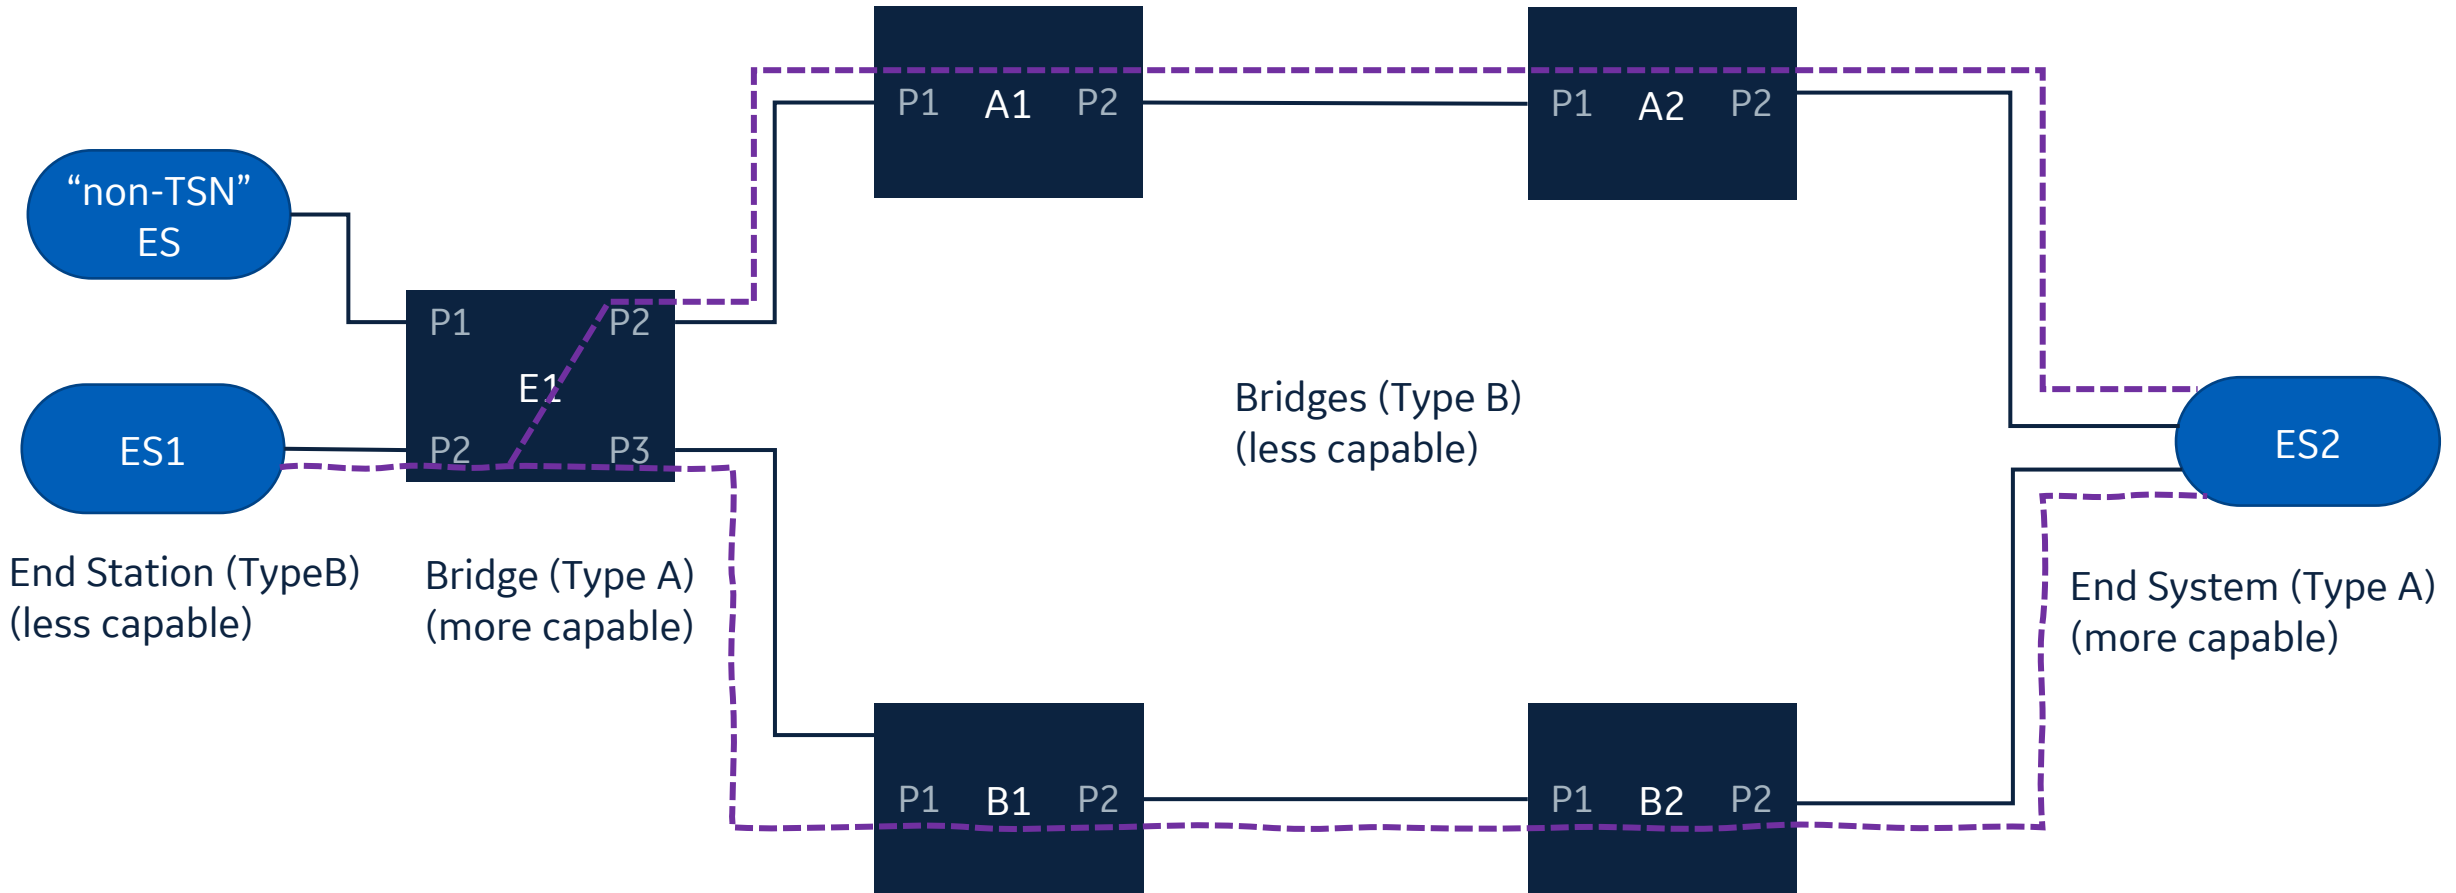 P1 A1 P2
P1 A2 P2
“non-TSN”
ES
P1 P2
E1
P2 P3
ES1
Bridges (Type B)
(less capable)
ES2
End Station (TypeB)
(less capable)
Bridge (Type A)
(more capable)
End System (Type A)
(more capable)
P1 B1 P2
P1 B2 P2